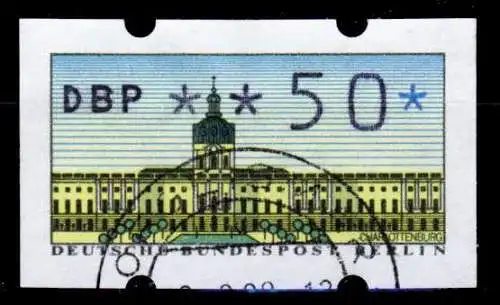 DBP * * 50*
CHARLOTTENBURG
DEUTSCHE BUNDESPOST BERLIN